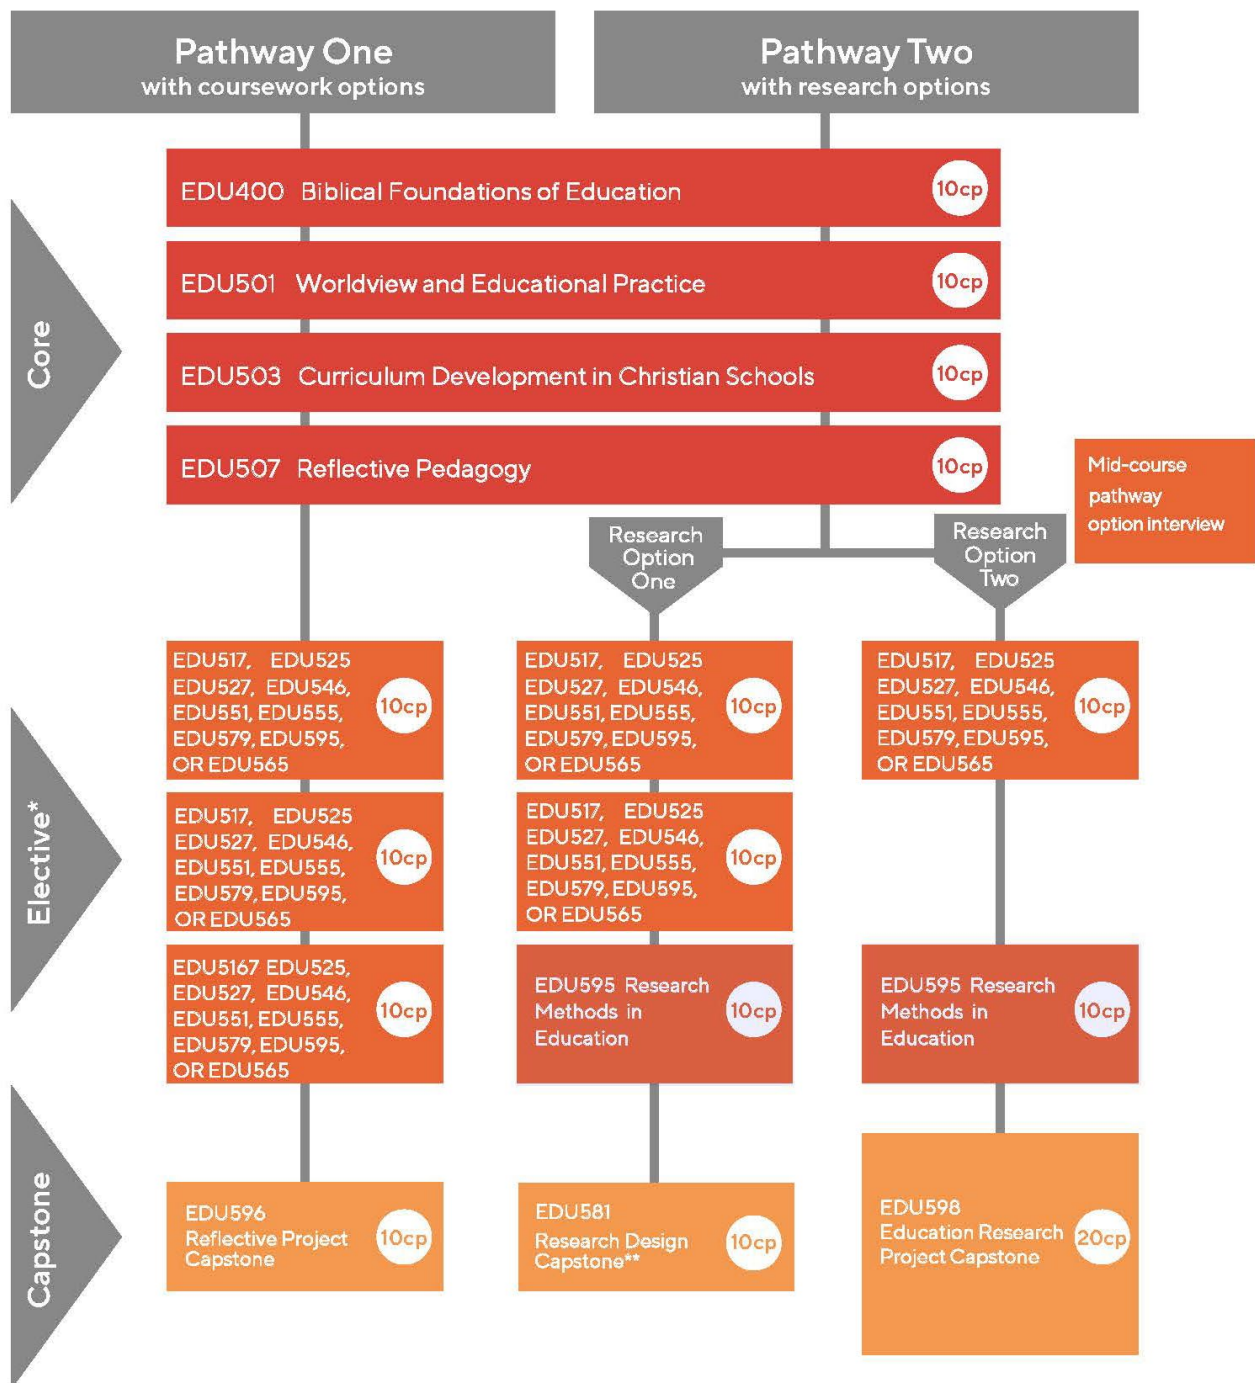 Pathway One
with coursework options
Pathway Two
with research options
Core
EDU400 Biblical Foundations of Education
10cp
EDU501 Worldview and Educational Practice
10cp
EDU503 Curriculum Development in Christian Schools
10cp
EDU507 Reflective Pedagogy
10cp
Mid-course
pathway
option interview
Research
Option
One
Research
Option
Two
Elective*
EDU517, EDU525
EDU527, EDU546,
EDU551, EDU555,
EDU579, EDU595,
OR EDU565
10cp
EDU517, EDU525
EDU527, EDU546,
EDU551, EDU555,
EDU579, EDU595,
OR EDU565
10cp
EDU517, EDU525
EDU527, EDU546,
EDU551, EDU555,
EDU579, EDU595,
OR EDU565
10cp
EDU517, EDU525
EDU527, EDU546,
EDU551, EDU555,
EDU579, EDU595,
OR EDU565
10cp
EDU517, EDU525
EDU527, EDU546,
EDU551, EDU555,
EDU579, EDU595,
OR EDU565
10cp
EDU5167 EDU525,
EDU527, EDU546,
EDU551, EDU555,
EDU579, EDU595,
OR EDU565
10cp
EDU595 Research
Methods in
Education
10cp
EDU595 Research
Methods in
Education
10cp
Capstone
EDU596
Reflective Project
Capstone
10cp
EDU581
Research Design
Capstone**
10cp
EDU598
Education Research
Project Capstone
20cp